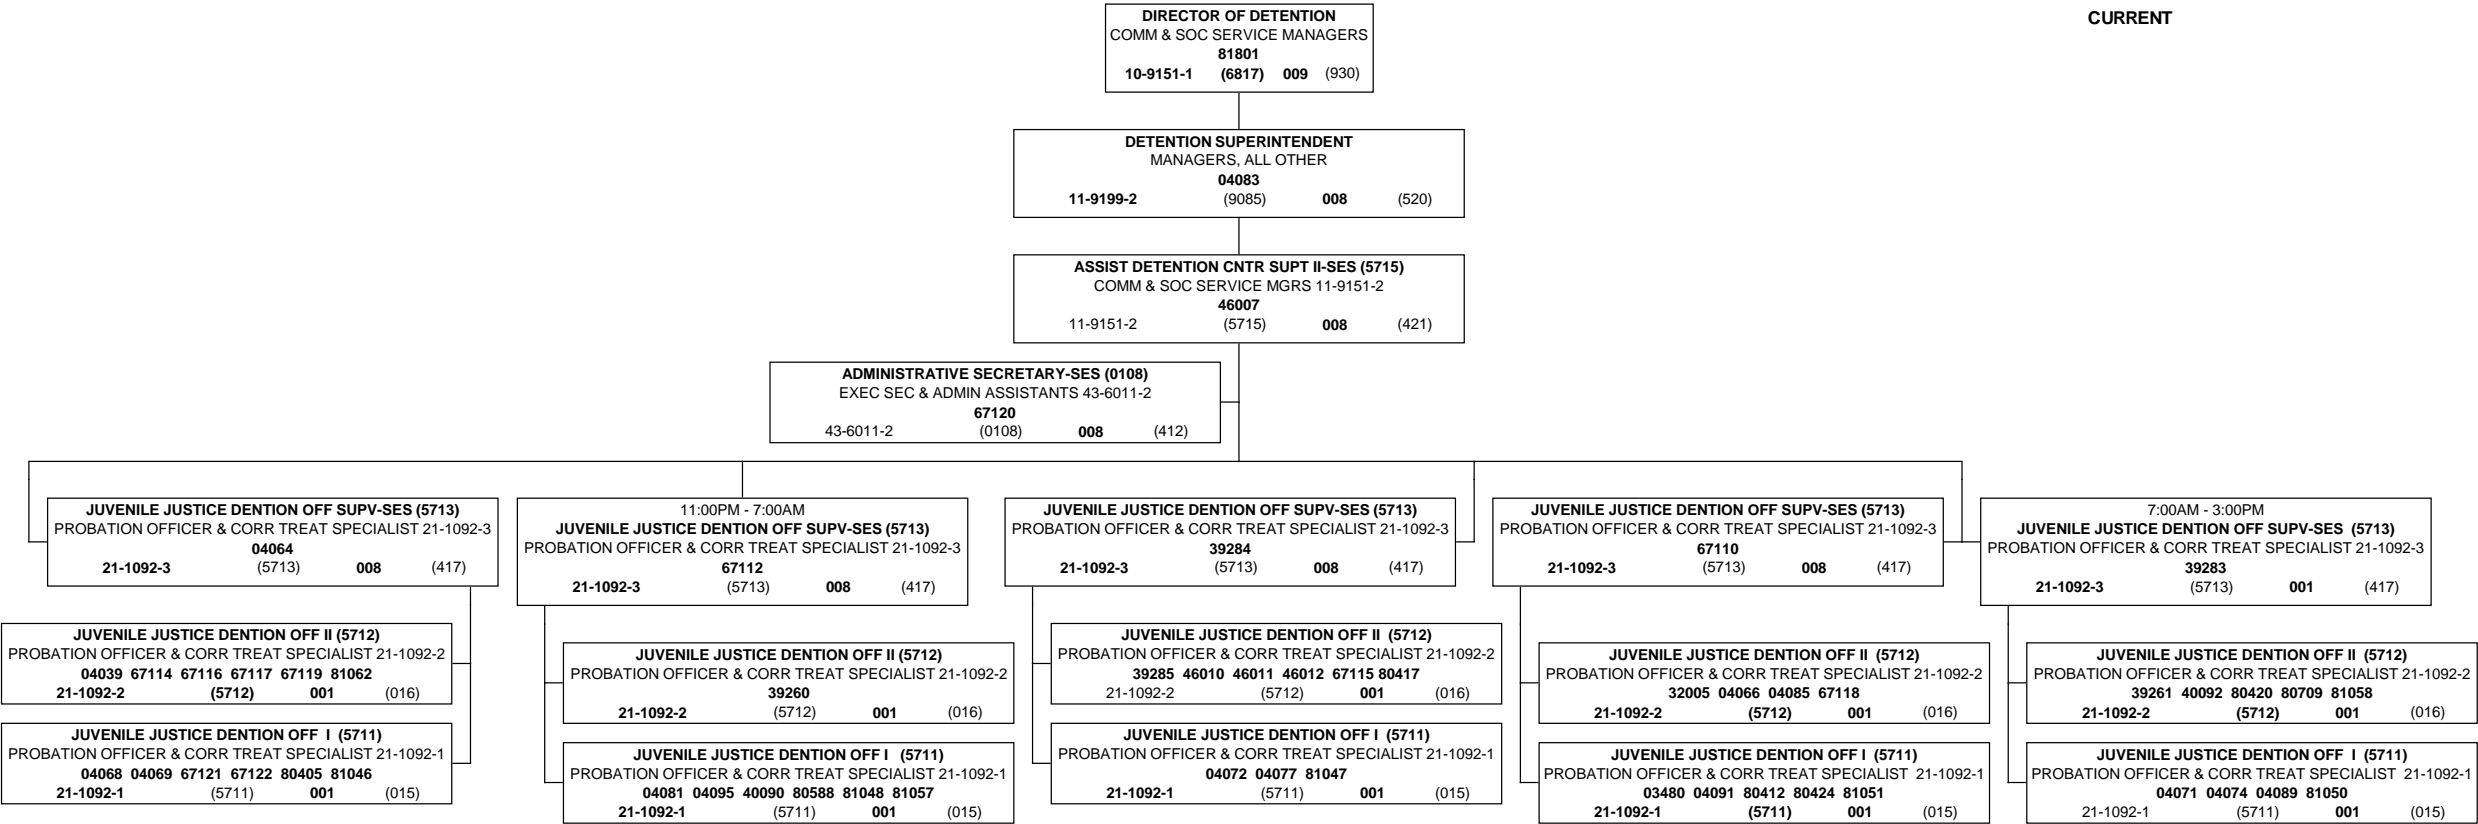 CURRENT
DIRECTOR OF DETENTION
COMM & SOC SERVICE MANAGERS
81801
10-9151-1 (6817) 009 (930)
DETENTION SUPERINTENDENT
MANAGERS, ALL OTHER
04083
11-9199-2 (9085) 008 (520)
ASSIST DETENTION CNTR SUPT II-SES (5715)
COMM & SOC SERVICE MGRS 11-9151-2
46007
11-9151-2 (5715) 008 (421)
ADMINISTRATIVE SECRETARY-SES (0108)
EXEC SEC & ADMIN ASSISTANTS 43-6011-2
67120
43-6011-2 (0108) 008 (412)
JUVENILE JUSTICE DENTION OFF SUPV-SES (5713)
PROBATION OFFICER & CORR TREAT SPECIALIST 21-1092-3
04064
21-1092-3 (5713) 008 (417)
JUVENILE JUSTICE DENTION OFF II (5712)
PROBATION OFFICER & CORR TREAT SPECIALIST 21-1092-2
04039 67114 67116 67117 67119 81062
21-1092-2 (5712) 001 (016)
JUVENILE JUSTICE DENTION OFF I (5711)
PROBATION OFFICER & CORR TREAT SPECIALIST 21-1092-1
04068 04069 67121 67122 80405 81046
21-1092-1 (5711) 001 (015)
11:00PM - 7:00AM
JUVENILE JUSTICE DENTION OFF SUPV-SES (5713)
PROBATION OFFICER & CORR TREAT SPECIALIST 21-1092-3
67112
21-1092-3 (5713) 008 (417)
JUVENILE JUSTICE DENTION OFF II (5712)
PROBATION OFFICER & CORR TREAT SPECIALIST 21-1092-2
39260
21-1092-2 (5712) 001 (016)
JUVENILE JUSTICE DENTION OFF I (5711)
PROBATION OFFICER & CORR TREAT SPECIALIST 21-1092-1
04081 04095 40090 80588 81048 81057
21-1092-1 (5711) 001 (015)
JUVENILE JUSTICE DENTION OFF SUPV-SES (5713)
PROBATION OFFICER & CORR TREAT SPECIALIST 21-1092-3
39284
21-1092-3 (5713) 008 (417)
JUVENILE JUSTICE DENTION OFF II (5712)
PROBATION OFFICER & CORR TREAT SPECIALIST 21-1092-2
39285 46010 46011 46012 67115 80417
21-1092-2 (5712) 001 (016)
JUVENILE JUSTICE DENTION OFF I (5711)
PROBATION OFFICER & CORR TREAT SPECIALIST 21-1092-1
04072 04077 81047
21-1092-1 (5711) 001 (015)
JUVENILE JUSTICE DENTION OFF SUPV-SES (5713)
PROBATION OFFICER & CORR TREAT SPECIALIST 21-1092-3
67110
21-1092-3 (5713) 008 (417)
JUVENILE JUSTICE DENTION OFF II (5712)
PROBATION OFFICER & CORR TREAT SPECIALIST 21-1092-2
32005 04066 04085 67118
21-1092-2 (5712) 001 (016)
JUVENILE JUSTICE DENTION OFF I (5711)
PROBATION OFFICER & CORR TREAT SPECIALIST 21-1092-1
03480 04091 80412 80424 81051
21-1092-1 (5711) 001 (015)
7:00AM - 3:00PM
JUVENILE JUSTICE DENTION OFF SUPV-SES (5713)
PROBATION OFFICER & CORR TREAT SPECIALIST 21-1092-3
39283
21-1092-3 (5713) 001 (417)
JUVENILE JUSTICE DENTION OFF II (5712)
PROBATION OFFICER & CORR TREAT SPECIALIST 21-1092-2
39261 40092 80420 80709 81058
21-1092-2 (5712) 001 (016)
JUVENILE JUSTICE DENTION OFF I (5711)
PROBATION OFFICER & CORR TREAT SPECIALIST 21-1092-1
04071 04074 04089 81050
21-1092-1 (5711) 001 (015)